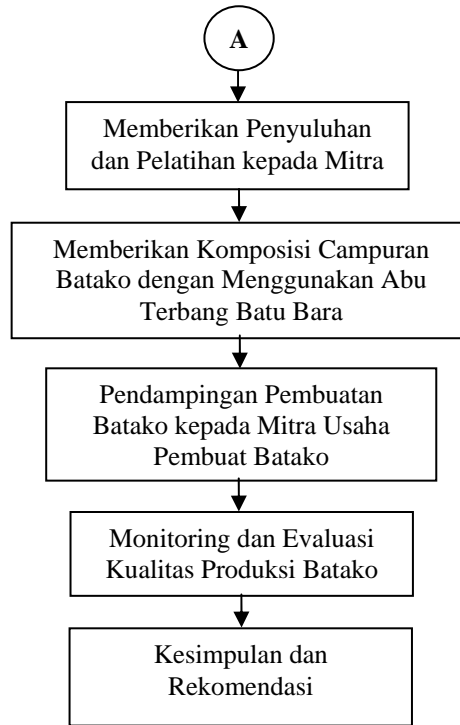 A
Memberikan Penyuluhan
dan Pelatihan kepada Mitra
Memberikan Komposisi Campuran
Batako dengan Menggunakan Abu
Terbang Batu Bara
Pendampingan Pembuatan
Batako kepada Mitra Usaha
Pembuat Batako
Monitoring dan Evaluasi
Kualitas Produksi Batako
Kesimpulan dan
Rekomendasi